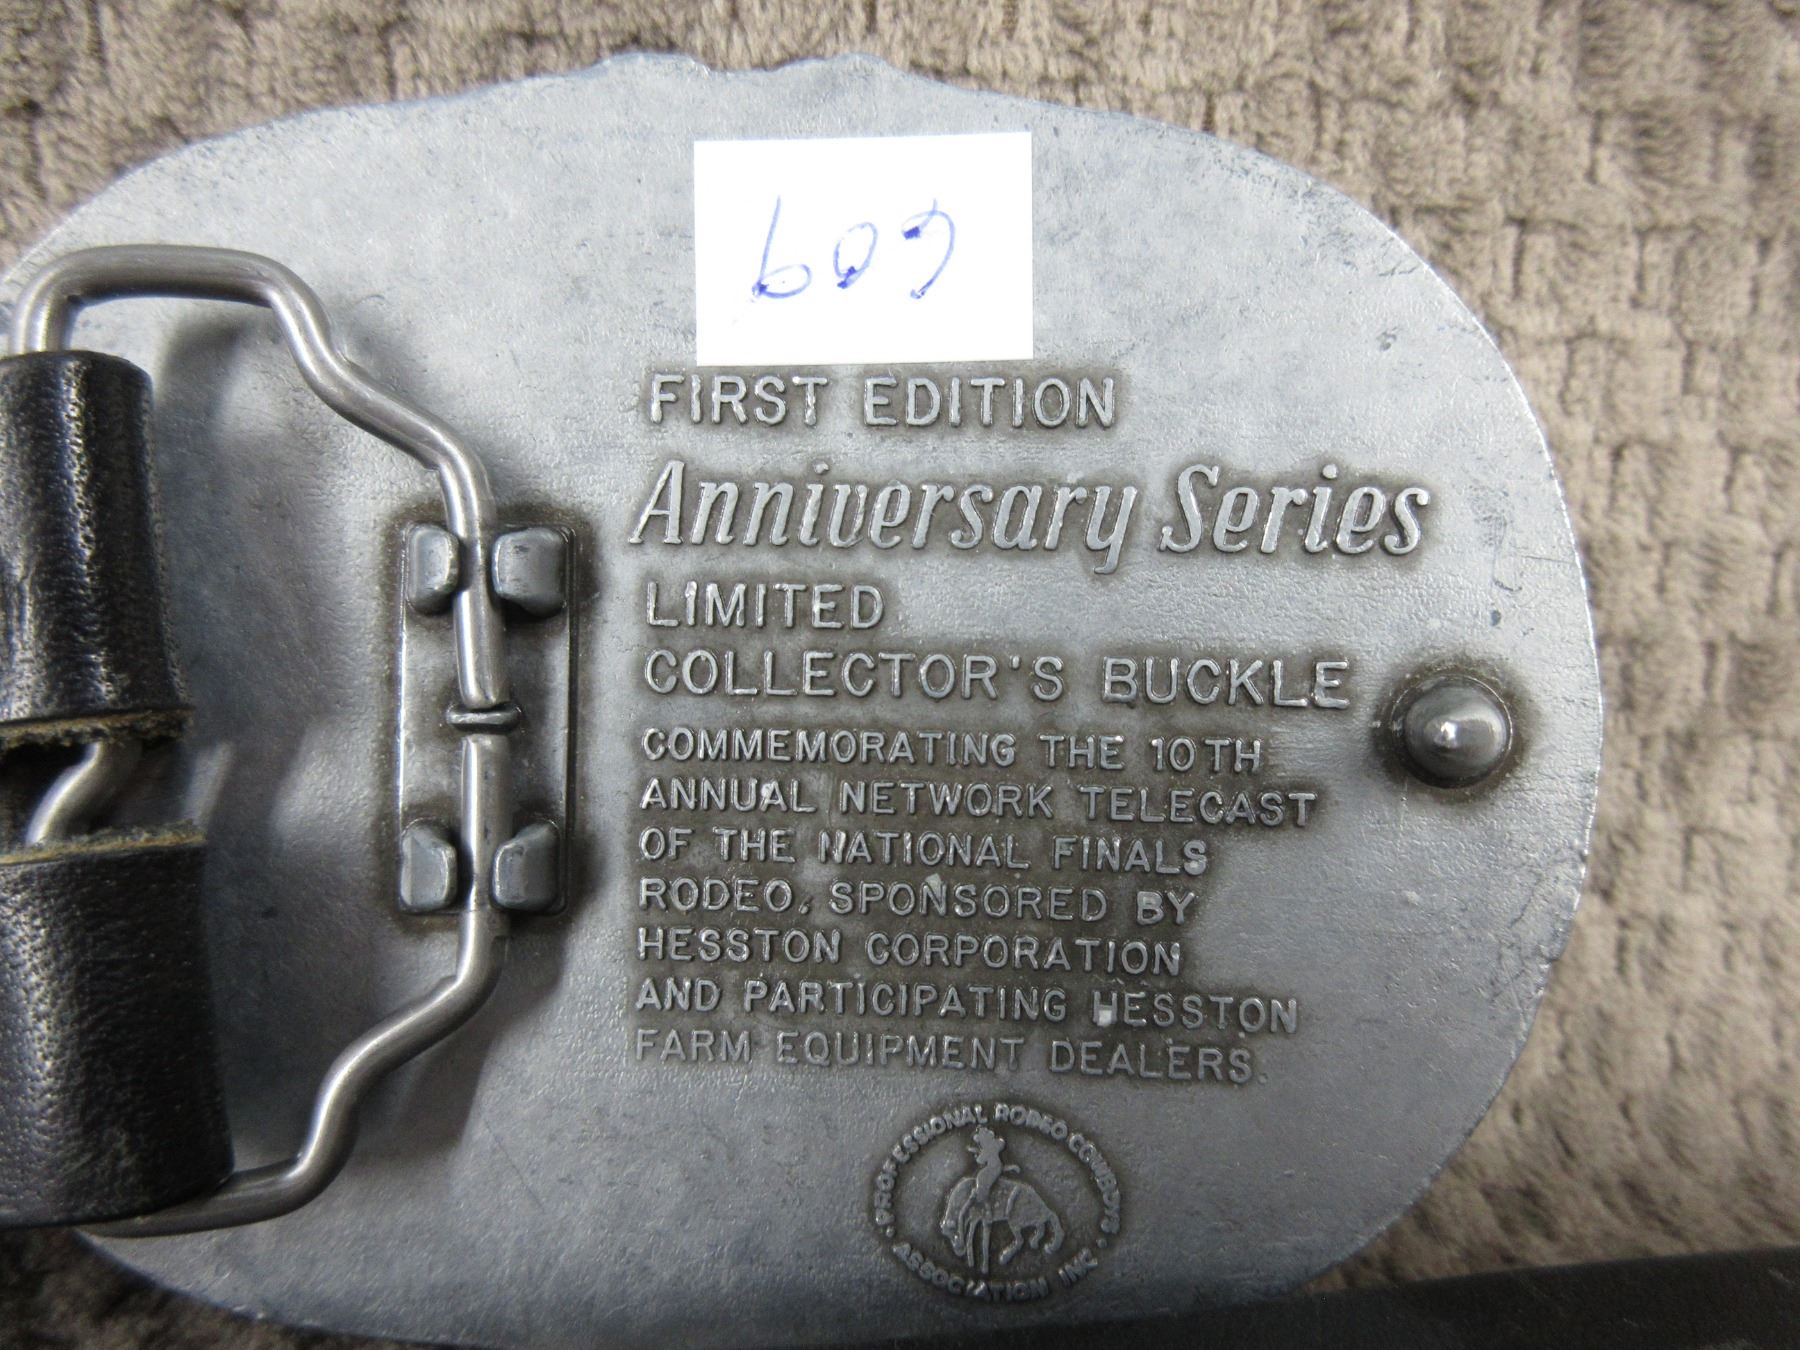 609
FIRST EDITION
Anniversary Series
LIMITED
COLLECTOR'S BUCKLE
COMMEMORATING THE 10TH
ANNUAL NETWORK TELECAST
OF THE NATIONAL FINALS
RODEO, SPONSORED BY
HESSTON CORPORATION
AND PARTICIPATING HESSTON
FARM EQUIPMENT DEALERS.
PROFESSIONAL RODEO COWBOYS
ASSOCIATION INC.